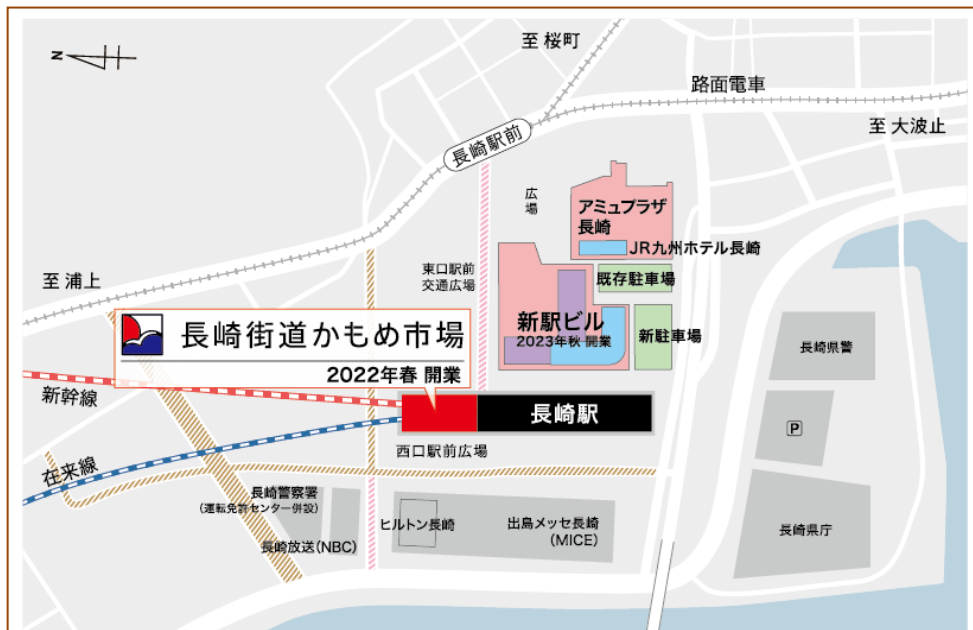 N
至 桜町
路面電車
至 大波止
長崎駅前
広場
アミュプラザ
長崎
JR九州ホテル長崎
東口駅前
交通広場
既存駐車場
至 浦上
新駅ビル
2023年秋 開業
新駐車場
長崎街道かもめ市場
2022年春 開業
長崎県警
新幹線
長崎駅
P
西口駅前広場
在来線
長崎警察署
(運転免許センター併設)
ヒルトン長崎
出島メッセ長崎
(MICE)
長崎県庁
長崎放送(NBC)